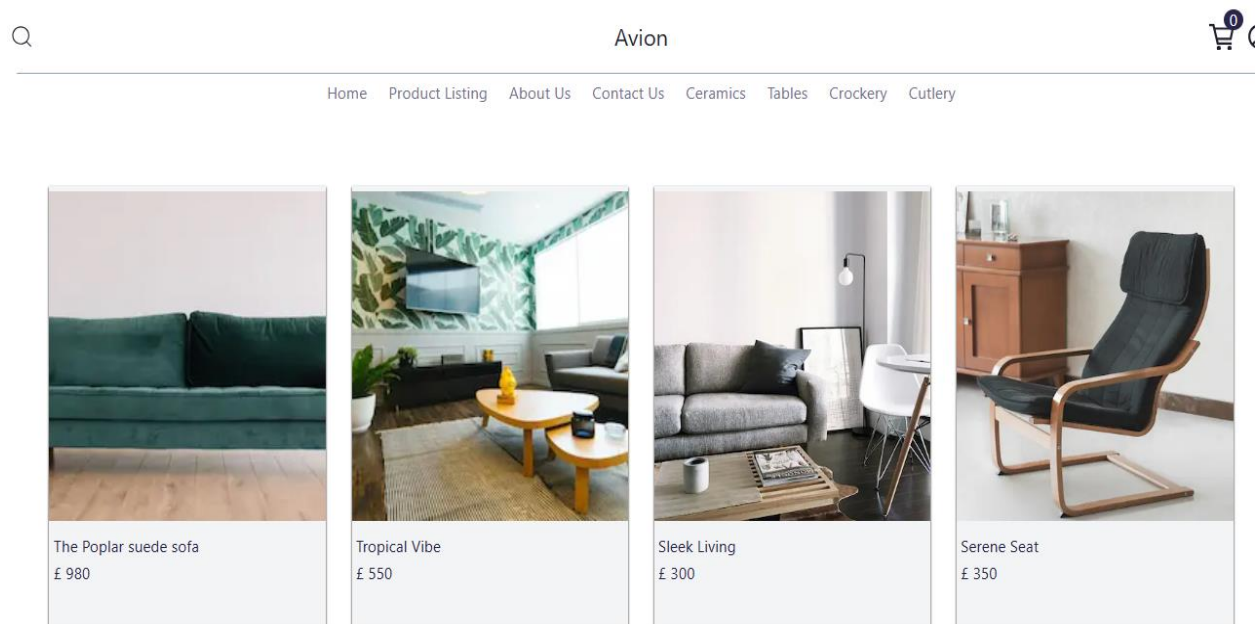 Avion
0
Home Product Listing About Us Contact Us Ceramics Tables Crockery Cutlery
The Poplar suede sofa
£ 980
Tropical Vibe
£ 550
Sleek Living
£ 300
Serene Seat
£ 350